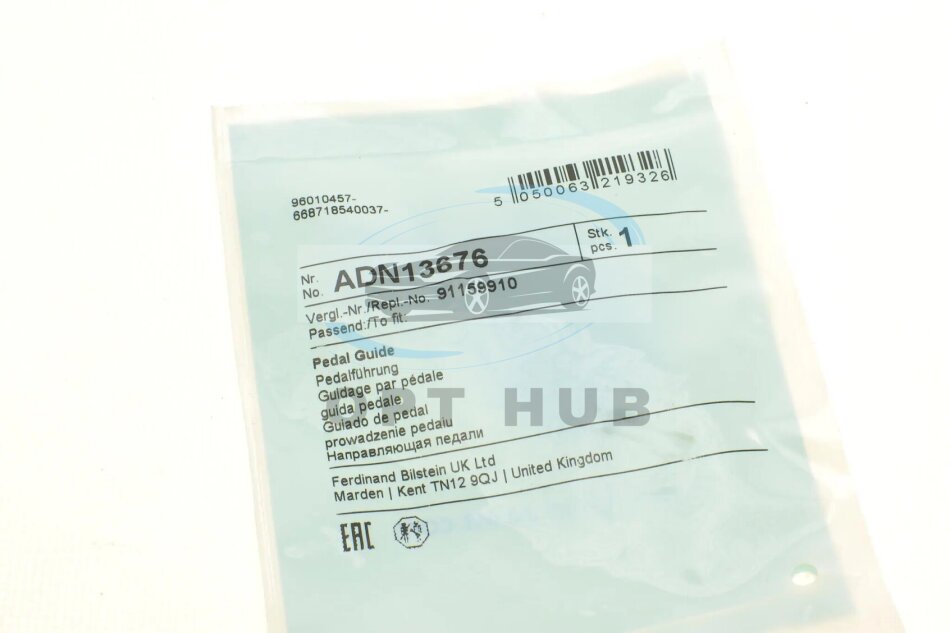 96010457-
668718540037-
5 050063 219326
Nr.
No. ADN13676
Stk.
pcs. 1
Vergl.-Nr./Repl.-No. 91159910
Passend:/To fit:
Pedal Guide
Pedalführung
Guidage par pédale
guida pedale
Guiado de pedal
prowadzenie pedału
Направляющая педали
OPT HUB
Ferdinand Bilstein UK Ltd
Marden | Kent TN12 9QJ | United Kingdom
EAC